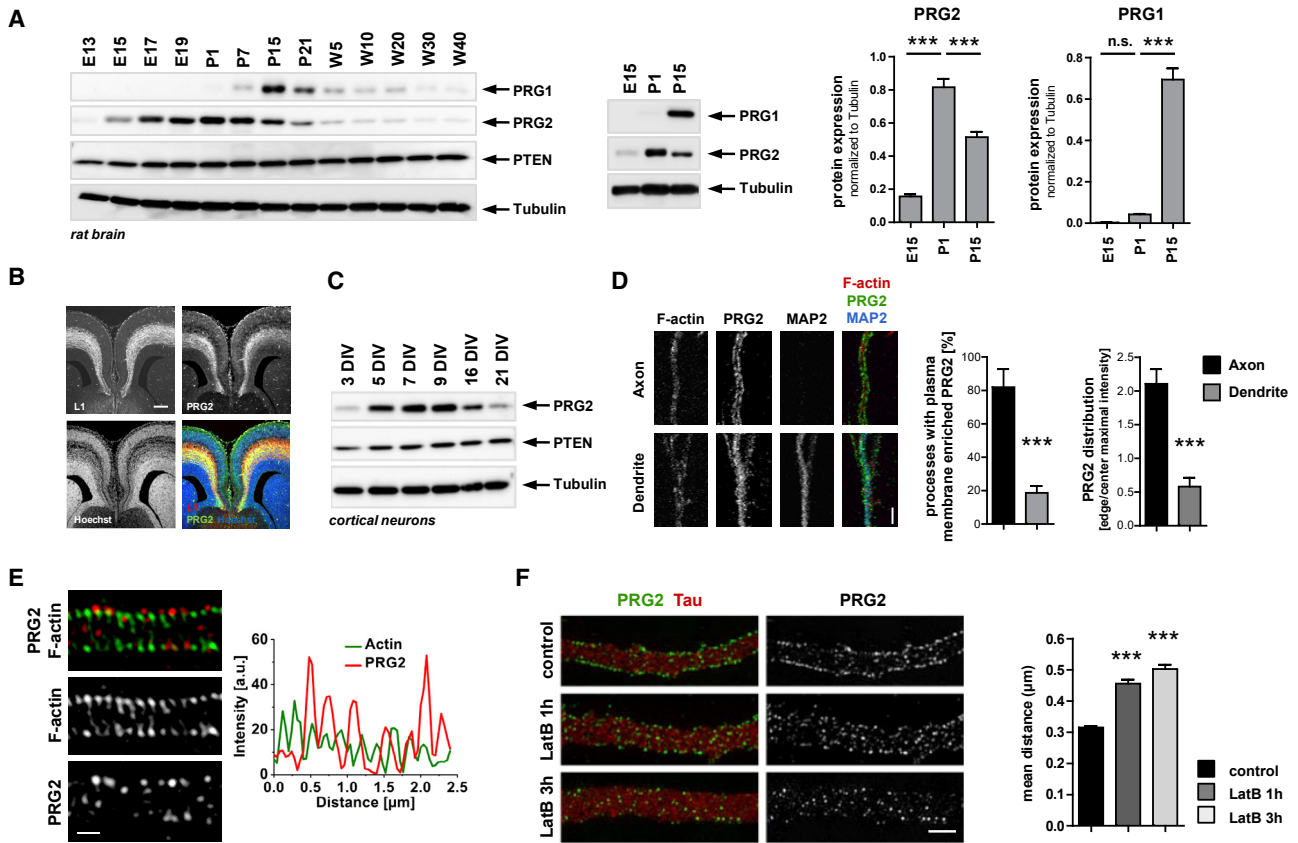 A
E13 E15 E17 E19 P1 P7 P15 P21 W5 W10 W20 W30 W40
PRG1
PRG2
PTEN
Tubulin
rat brain
E15 P1 P15
PRG1
PRG2
Tubulin
PRG2
*** ***
protein expression
normalized to Tubulin
1.0
0.8
0.6
0.4
0.2
0.0
E15 P1 P15
PRG1
n.s. ***
protein expression
normalized to Tubulin
0.8
0.6
0.4
0.2
0.0
E15 P1 P15
B
L1
PRG2
Hoechst
L1
PRG2 Hoechst
C
3 DIV 5 DIV 7 DIV 9 DIV 16 DIV 21 DIV
PRG2
PTEN
Tubulin
cortical neurons
D
F-actin
PRG2
MAP2
F-actin PRG2 MAP2
Axon
Dendrite
processes with plasma
membrane enriched PRG2 [%]
100
80
60
40
20
0
***
PRG2 distribution
[edge/center maximal intensity]
2.5
2.0
1.5
1.0
0.5
0.0
***
Axon
Dendrite
E
PRG2
F-actin
F-actin
PRG2
Intensity [a.u.]
60
40
20
10
0
Actin
PRG2
0.0 0.5 1.0 1.5 2.0 2.5
Distance [µm]
F
PRG2 Tau
PRG2
control
LatB 1h
LatB 3h
mean distance (µm)
0.6
0.5
0.4
0.3
0.2
0.1
0.0
*** ***
control
LatB 1h
LatB 3h